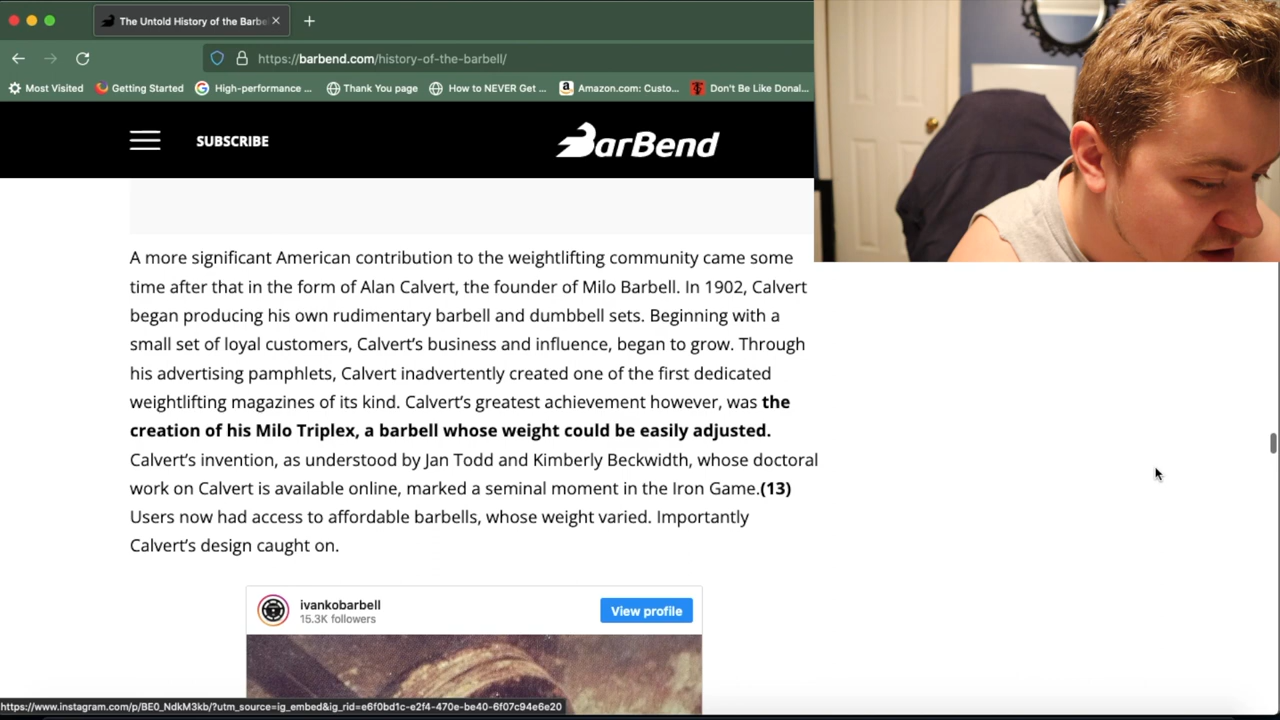 The Untold History of the Barbe
https://barbend.com/history-of-the-barbell/
Most Visited Getting Started High-performance ... Thank You page How to NEVER Get ... Amazon.com: Custo... Don't Be Like Donal...
SUBSCRIBE BarBend
A more significant American contribution to the weightlifting community came some
time after that in the form of Alan Calvert, the founder of Milo Barbell. In 1902, Calvert
began producing his own rudimentary barbell and dumbbell sets. Beginning with a
small set of loyal customers, Calvert's business and influence, began to grow. Through
his advertising pamphlets, Calvert inadvertently created one of the first dedicated
weightlifting magazines of its kind. Calvert's greatest achievement however, was the
creation of his Milo Triplex, a barbell whose weight could be easily adjusted.
Calvert's invention, as understood by Jan Todd and Kimberly Beckwidth, whose doctoral
work on Calvert is available online, marked a seminal moment in the Iron Game.(13)
Users now had access to affordable barbells, whose weight varied. Importantly
Calvert's design caught on.
ivankobarbell
15.3K followers
View profile
https://www.instagram.com/p/BE0_NdkM3kb/?utm_source=ig_embed&ig_rid=e6f0bd1c-e2f4-470e-be40-6f07c94e6e20